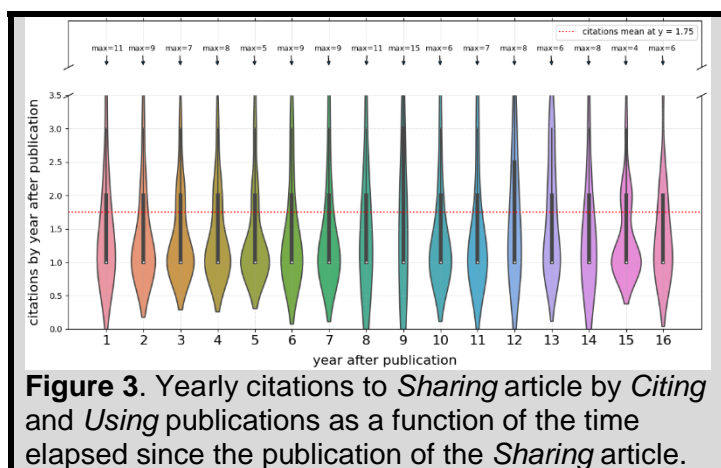 citations mean at y = 1.75
max=11 max=9 max=7 max=8 max=5 max=9 max=9 max=11 max=15 max=6 max=7 max=8 max=6 max=8 max=4 max=6
3.5
3.0
2.5
2.0
1.5
1.0
0.5
0.0
citations by year after publication
1 2 3 4 5 6 7 8 9 10 11 12 13 14 15 16
year after publication
Figure 3. Yearly citations to Sharing article by Citing
and Using publications as a function of the time
elapsed since the publication of the Sharing article.